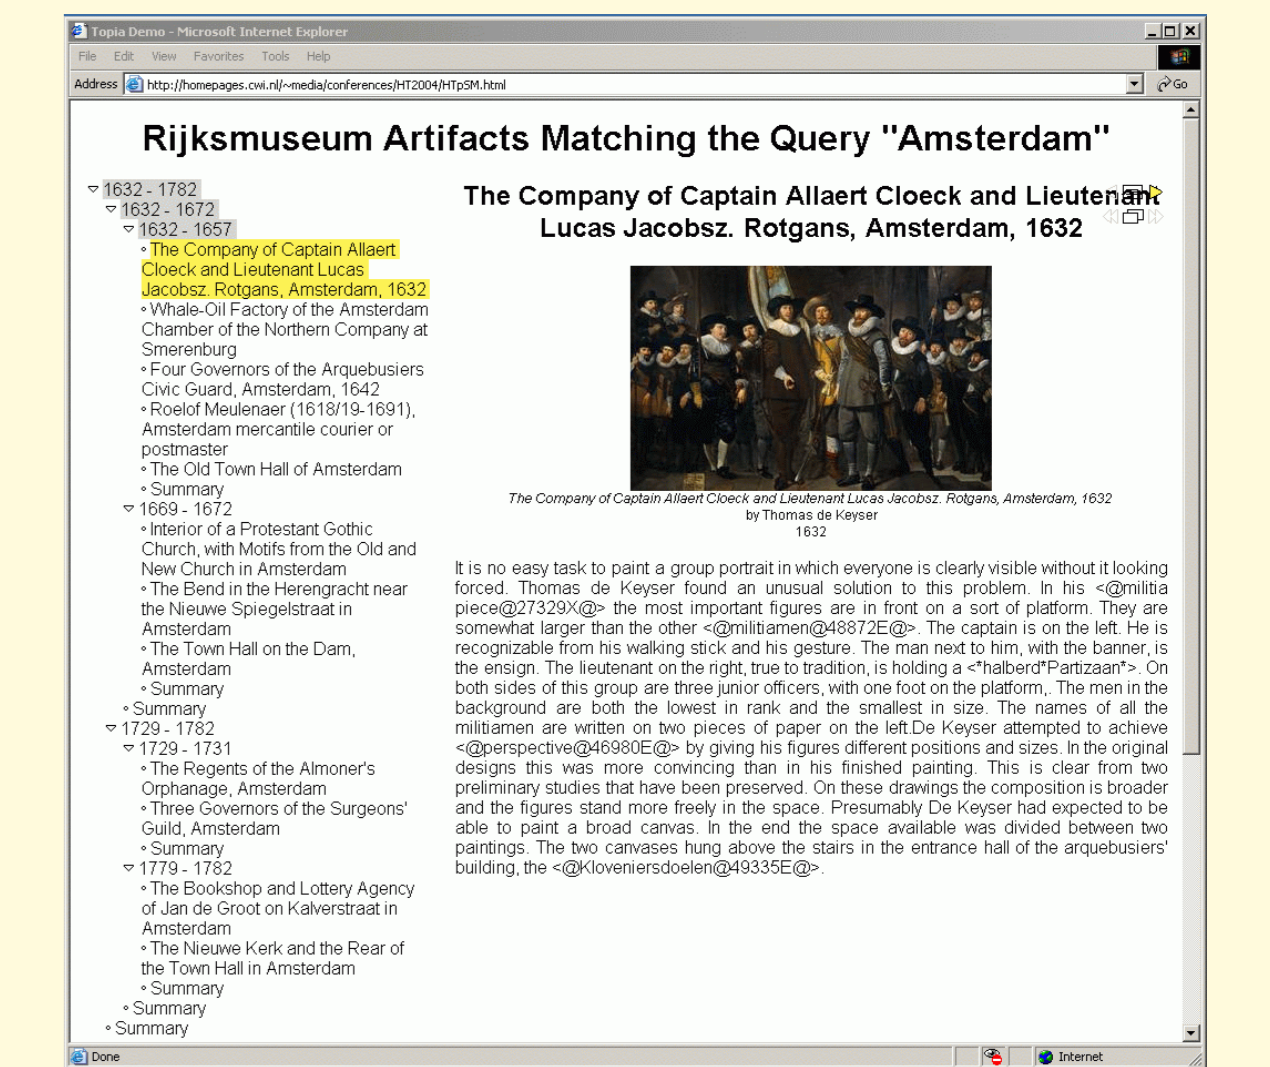 Topia Demo - Microsoft Internet Explorer
File Edit View Favorites Tools Help
Address http://homepages.cwi.nl/~media/conferences/HT2004/HTpSM.html Go
Rijksmuseum Artifacts Matching the Query "Amsterdam"
1632 - 1782
1632 - 1672
1632 - 1657
The Company of Captain Allaert
Cloeck and Lieutenant Lucas
Jacobsz. Rotgans, Amsterdam, 1632
Whale-Oil Factory of the Amsterdam
Chamber of the Northern Company at
Smerenburg
Four Governors of the Arquebusiers
Civic Guard, Amsterdam, 1642
Roelof Meulenaer (1618/19-1691),
Amsterdam mercantile courier or
postmaster
The Old Town Hall of Amsterdam
Summary
1669 - 1672
Interior of a Protestant Gothic
Church, with Motifs from the Old and
New Church in Amsterdam
The Bend in the Herengracht near
the Nieuwe Spiegelstraat in
Amsterdam
The Town Hall on the Dam,
Amsterdam
Summary
Summary
1729 - 1782
1729 - 1731
The Regents of the Almoner's
Orphanage, Amsterdam
Three Governors of the Surgeons'
Guild, Amsterdam
Summary
1779 - 1782
The Bookshop and Lottery Agency
of Jan de Groot on Kalverstraat in
Amsterdam
The Nieuwe Kerk and the Rear of
the Town Hall in Amsterdam
Summary
Summary
Summary
The Company of Captain Allaert Cloeck and Lieutenant
Lucas Jacobsz. Rotgans, Amsterdam, 1632
The Company of Captain Allaert Cloeck and Lieutenant Lucas Jacobsz. Rotgans, Amsterdam, 1632
by Thomas de Keyser
1632
It is no easy task to paint a group portrait in which everyone is clearly visible without it looking
forced. Thomas de Keyser found an unusual solution to this problem. In his <@militia
piece@27329X@> the most important figures are in front on a sort of platform. They are
somewhat larger than the other <@militiamen@48872E@>. The captain is on the left. He is
recognizable from his walking stick and his gesture. The man next to him, with the banner, is
the ensign. The lieutenant on the right, true to tradition, is holding a <*halberd*Partizaan*>. On
both sides of this group are three junior officers, with one foot on the platform,. The men in the
background are both the lowest in rank and the smallest in size. The names of all the
militiamen are written on two pieces of paper on the left.De Keyser attempted to achieve
<@perspective@46980E@> by giving his figures different positions and sizes. In the original
designs this was more convincing than in his finished painting. This is clear from two
preliminary studies that have been preserved. On these drawings the composition is broader
and the figures stand more freely in the space. Presumably De Keyser had expected to be
able to paint a broad canvas. In the end the space available was divided between two
paintings. The two canvases hung above the stairs in the entrance hall of the arquebusiers'
building, the <@Kloveniersdoelen@49335E@>.
Done Internet